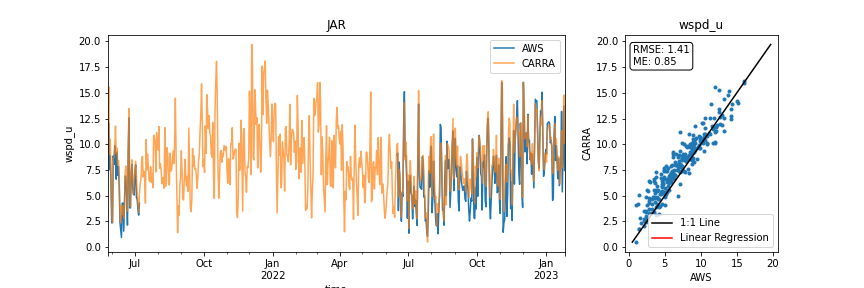 JAR
wspd_u
20.0
17.5
15.0
12.5
10.0
7.5
5.0
2.5
0.0
wspd_u
AWS
CARRA
Jul
Oct
Jan
2022
Apr
Jul
Oct
Jan
2023
time
20.0
17.5
15.0
12.5
10.0
7.5
5.0
2.5
0.0
CARRA
RMSE: 1.41
ME: 0.85
1:1 Line
Linear Regression
0
5
10
15
20
AWS